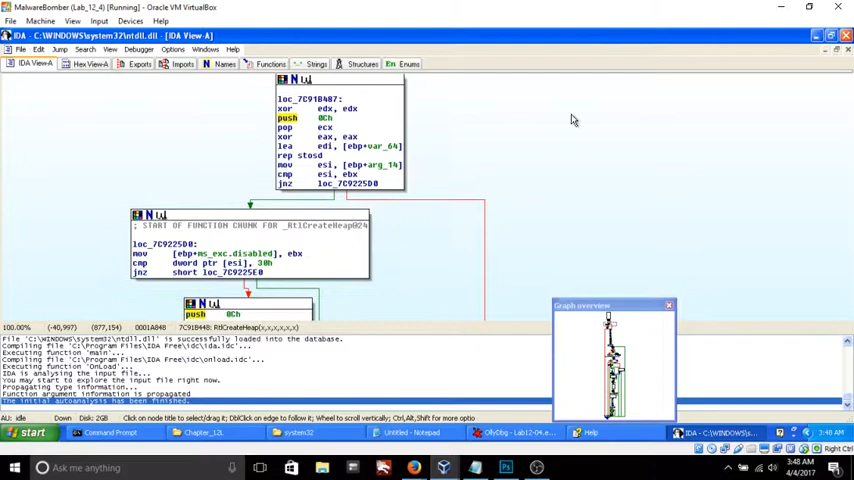 MalwareBomber (Lab_12_4) [Running] - Oracle VM VirtualBox
File Machine View Input Devices Help
IDA - C:\WINDOWS\system32\ntdll.dll - [IDA View-A]
File Edit Jump Search View Debugger Options Windows Help
IDA View-A Hex View-A Exports Imports Names Functions Strings Structures Enums
loc_7C91B487:
xor edx, edx
push 0Ch
pop ecx
xor eax, eax
lea edi, [ebp+var_64]
rep stosd
mov esi, [ebp+arg_14]
cmp esi, ebx
jnz loc_7C9225D0
; START OF FUNCTION CHUNK FOR _RtlCreateHeap@24
loc_7C9225D0:
mov [ebp+ms_exc.disabled], ebx
cmp dword ptr [esi], 30h
jnz short loc_7C9225E0
push 0Ch
Graph overview
100.00% (-40,997) (877,154) 0001A848 7C91B448: RtlCreateHeap(x,x,x,x,x,x)
File 'C:\WINDOWS\system32\ntdll.dll' is successfully loaded into the database.
Compiling file 'C:\Program Files\IDA Free\idc\ida.idc'...
Executing function 'main'...
Compiling file 'C:\Program Files\IDA Free\idc\onload.idc'...
Executing function 'OnLoad'...
IDA is analysing the input file...
You may start to explore the input file right now.
Propagating type information...
Function argument information is propagated
The initial autoanalysis has been finished.
AU: idle Down Disk: 2GB Click on node title to select/drag it; DblClick on edge to follow it; Wheel to scroll vertically; Ctrl,Alt,Shift for more optio
start Command Prompt Chapter_12L system32 Untitled - Notepad OllyDbg - Lab12-04.e... Help IDA - C:\WINDOWS\s... 3:48 AM
Right Ctrl
Ask me anything
3:48 AM
4/4/2017